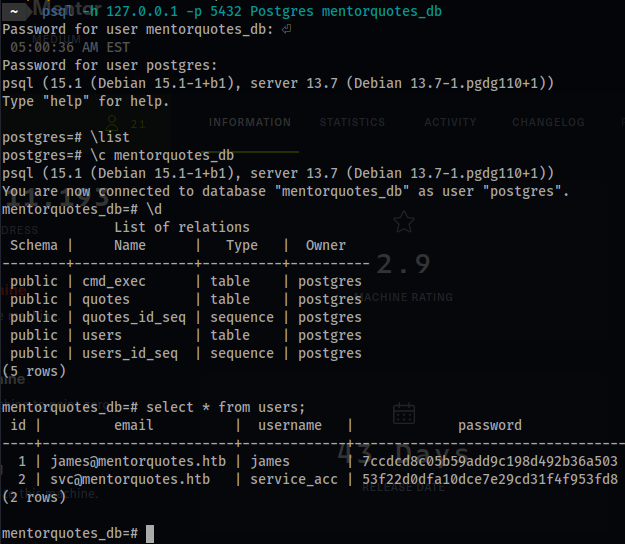 ~ psql -h 127.0.0.1 -p 5432 Postgres mentorquotes_db
Mentor
MEDIUM
Password for user mentorquotes_db: ⏎
05:00:36 AM EST
Password for user postgres:
psql (15.1 (Debian 15.1-1+b1), server 13.7 (Debian 13.7-1.pgdg110+1))
Type "help" for help.
21
INFORMATION STATISTICS ACTIVITY CHANGELOG
postgres=# \list
postgres=# \c mentorquotes_db
psql (15.1 (Debian 15.1-1+b1), server 13.7 (Debian 13.7-1.pgdg110+1))
You are now connected to database "mentorquotes_db" as user "postgres".
11.193
mentorquotes_db=# \d
List of relations
Schema | Name | Type | Owner
--------+----------------+----------+----------
public | cmd_exec | table | postgres
public | quotes | table | postgres
public | quotes_id_seq | sequence | postgres
public | users | table | postgres
public | users_id_seq | sequence | postgres
(5 rows)
2.9
MACHINE RATING
mentorquotes_db=# select * from users;
id | email | username | password
----+------------------------+-------------+----------------------------------
1 | james@mentorquotes.htb | james | 7ccdcd8c05b59add9c198d492b36a503
2 | svc@mentorquotes.htb | service_acc | 53f22d0dfa10dce7e29cd31f4f953fd8
(2 rows)
43 Days
RELEASE DATE
mentorquotes_db=#